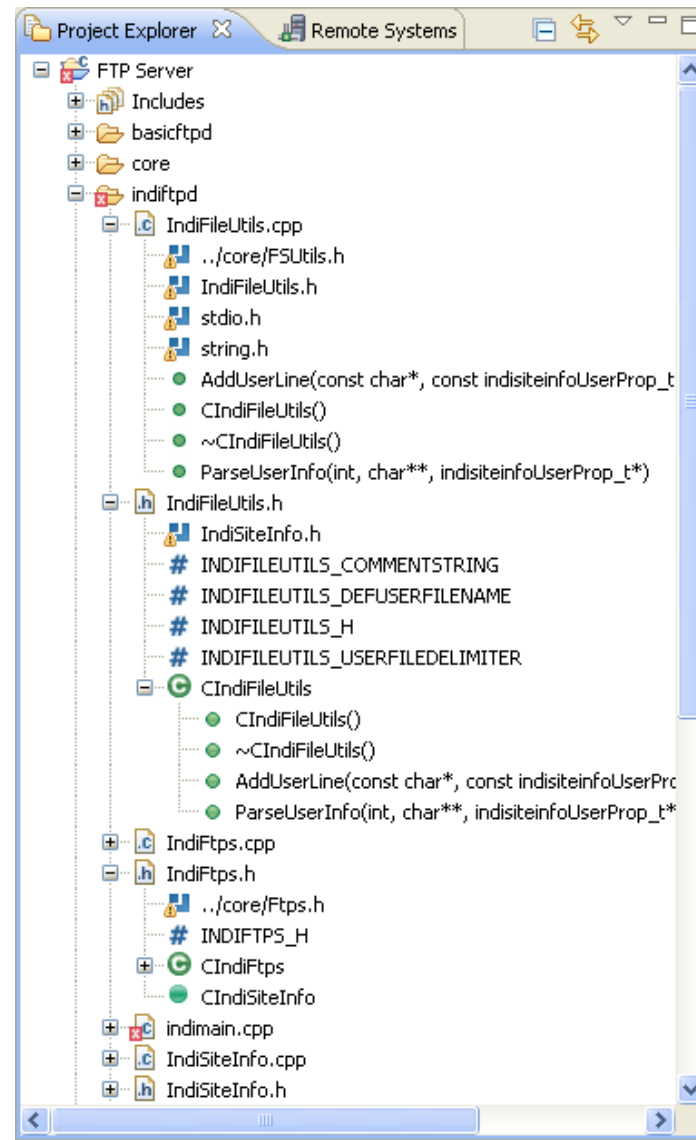 Project Explorer Remote Systems
FTP Server
Includes
basicftpd
core
indiftpd
IndiFileUtils.cpp
../core/FSUtils.h
IndiFileUtils.h
stdio.h
string.h
AddUserLine(const char*, const indisiteinfoUserProp_t
CIndiFileUtils()
~CIndiFileUtils()
ParseUserInfo(int, char**, indisiteinfoUserProp_t*)
IndiFileUtils.h
IndiSiteInfo.h
# INDIFILEUTILS_COMMENTSTRING
# INDIFILEUTILS_DEFUSERFILENAME
# INDIFILEUTILS_H
# INDIFILEUTILS_USERFILEDELIMITER
CIndiFileUtils
CIndiFileUtils()
~CIndiFileUtils()
AddUserLine(const char*, const indisiteinfoUserPro
ParseUserInfo(int, char**, indisiteinfoUserProp_t*
IndiFtps.cpp
IndiFtps.h
../core/Ftps.h
# INDIFTPS_H
CIndiFtps
CIndiSiteInfo
indimain.cpp
IndiSiteInfo.cpp
IndiSiteInfo.h